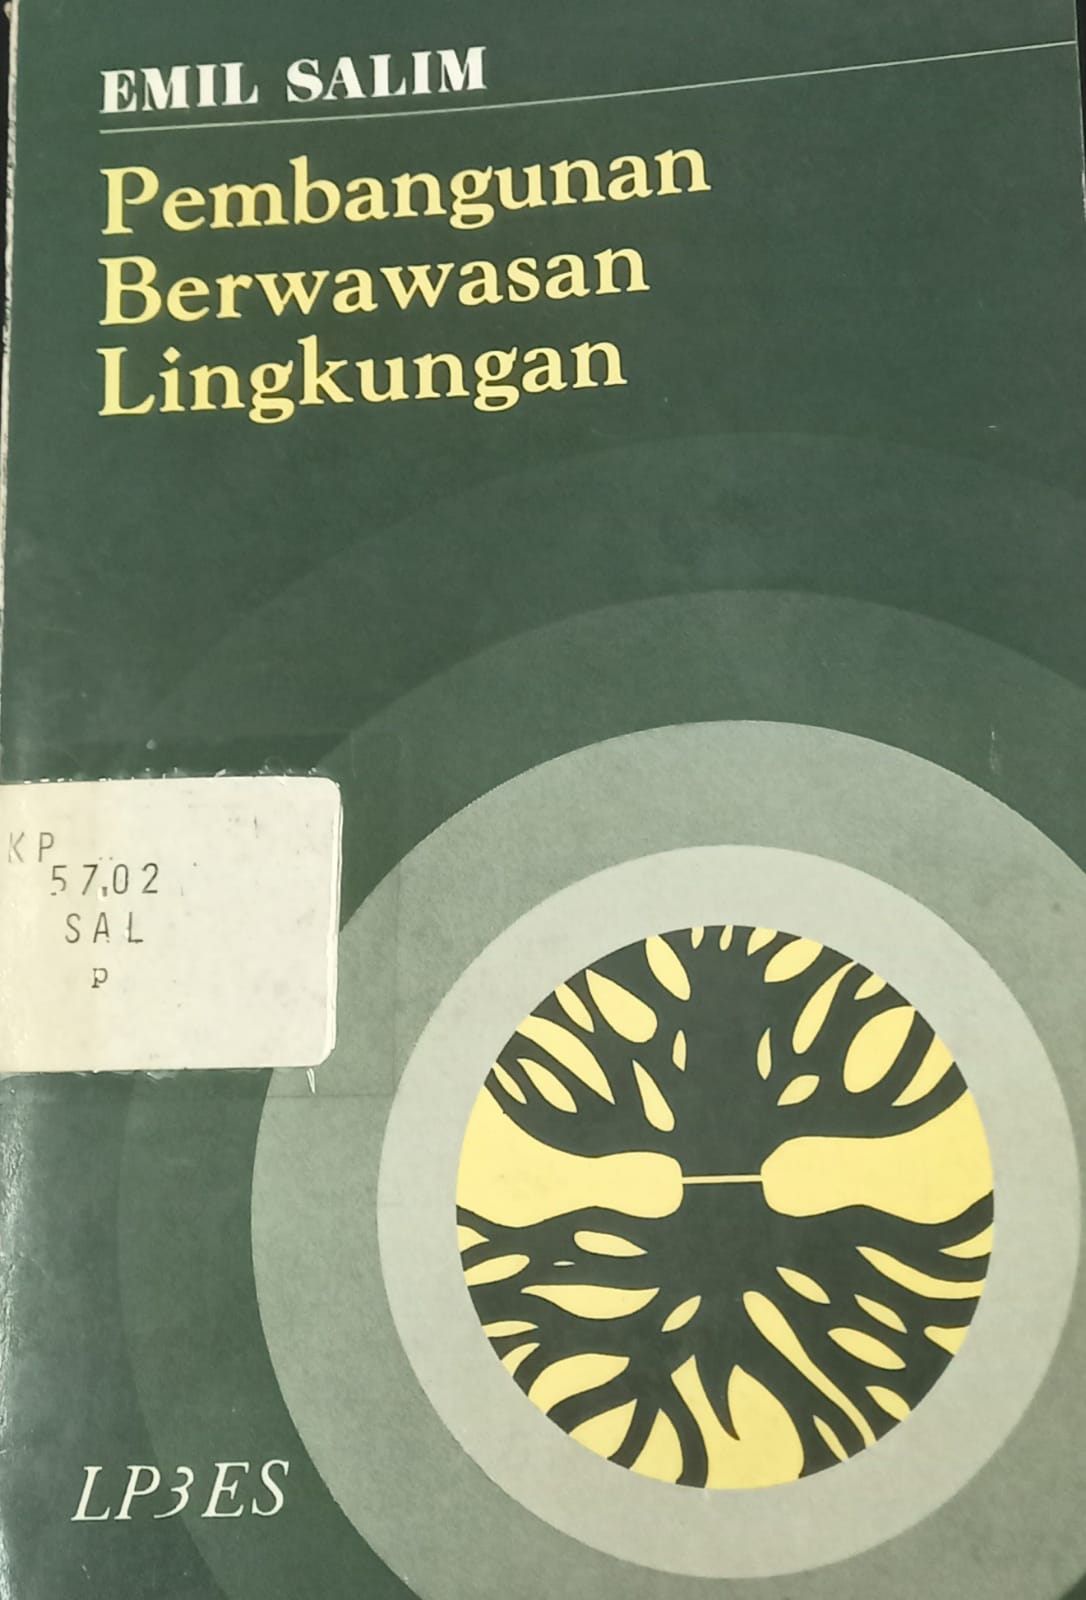 EMIL SALIM
Pembangunan
Berwawasan
Lingkungan
KP
57.02
SAL
p
LP3ES